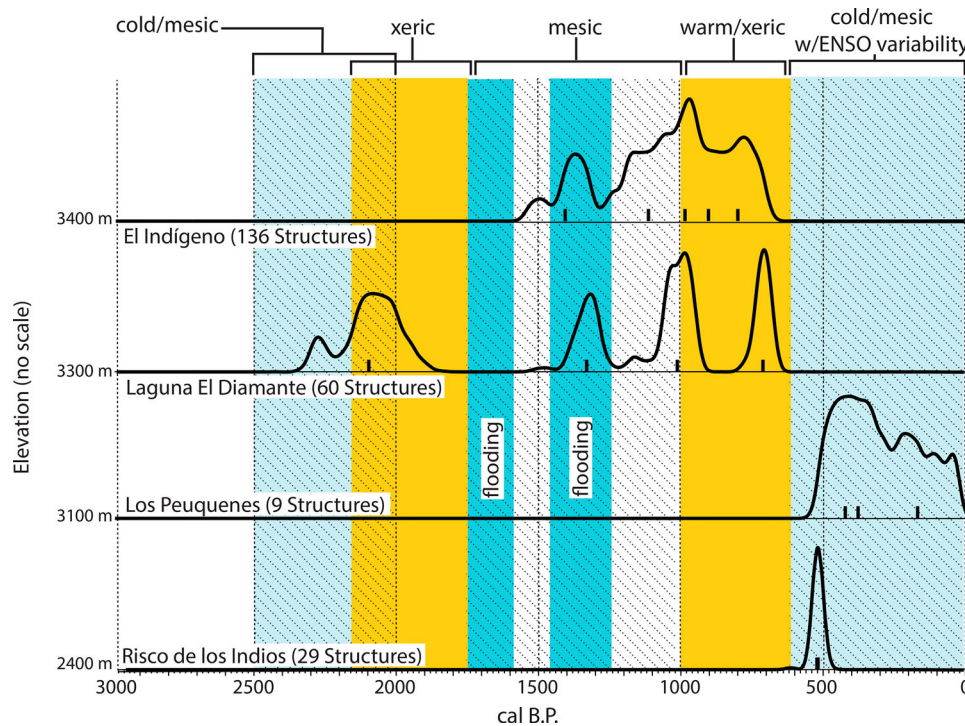 cold/mesic
xeric
mesic
warm/xeric
cold/mesic
w/ENSO variability
3400 m
El Indígeno (136 Structures)
3300 m
Laguna El Diamante (60 Structures)
flooding
flooding
3100 m
Los Peuquenes (9 Structures)
2400 m
Risco de los Indios (29 Structures)
Elevation (no scale)
3000 2500 2000 1500 1000 500 0
cal B.P.